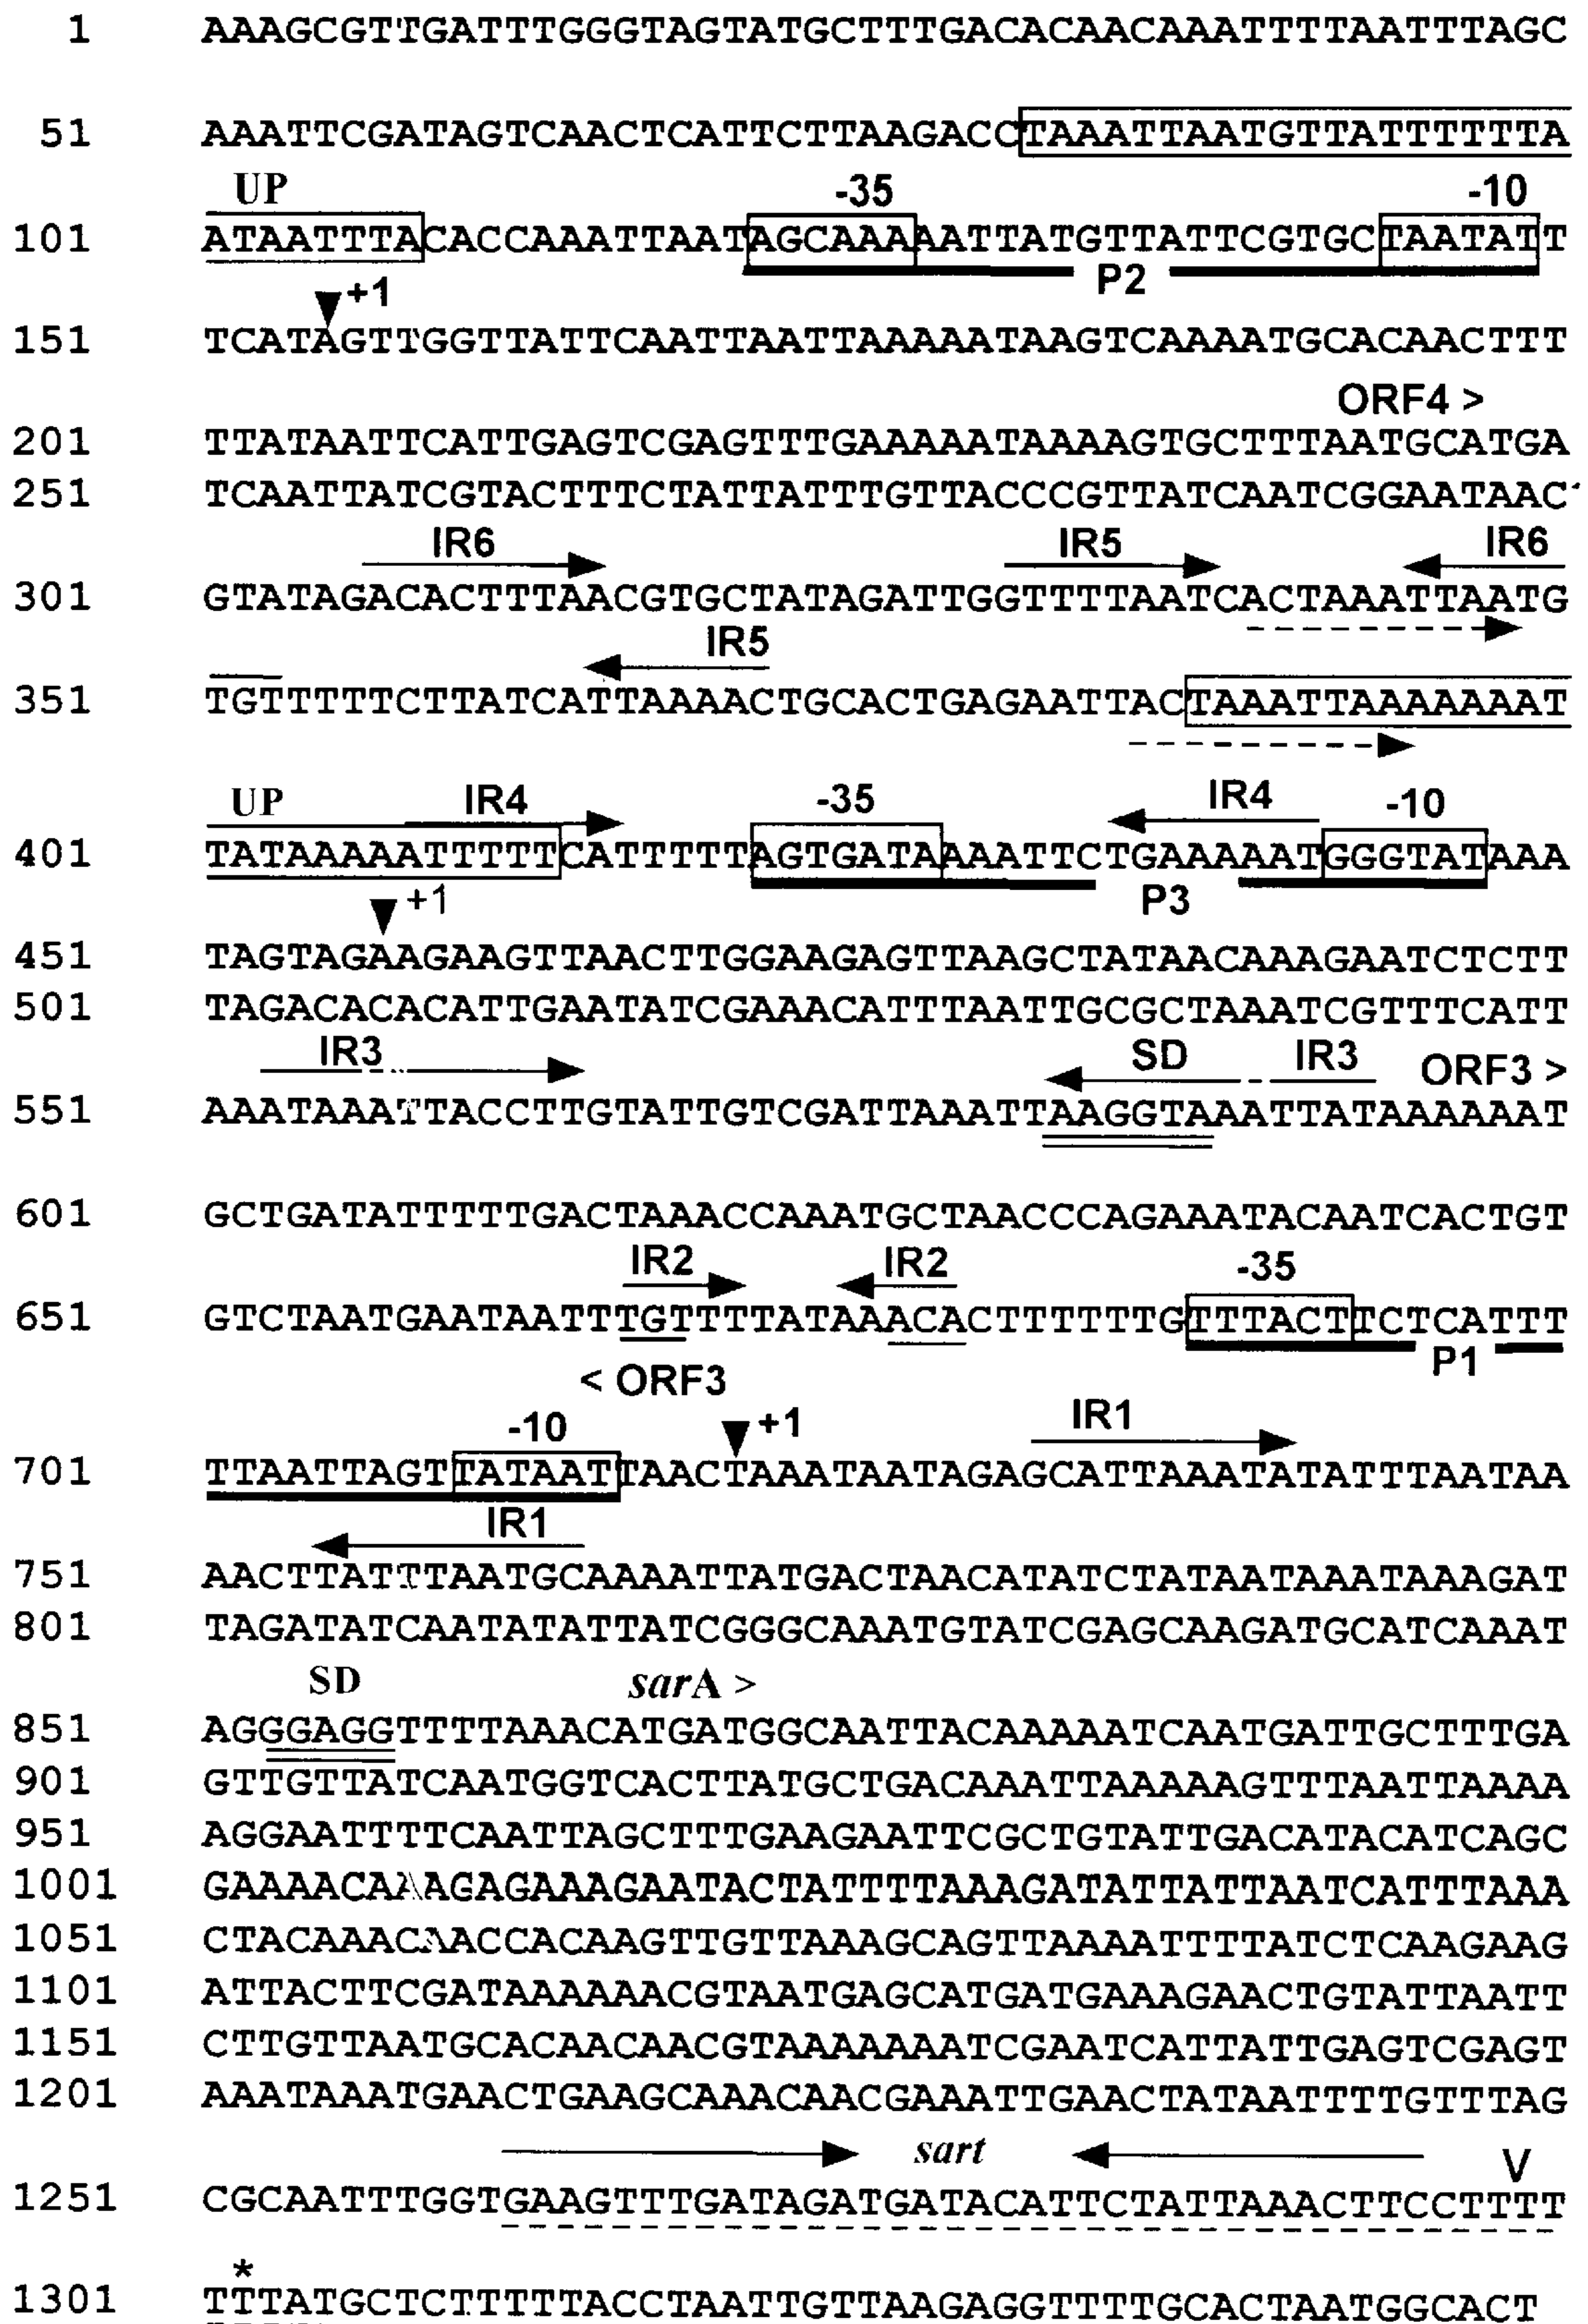 1 AAAGCGTTGATTTGGGTAGTATGCTTTGACACAACAAATTTTAATTTAGC
51 AAATTCGATAGTCAACTCATTCTTAAGACCTAAATTAATGTTATTTTTTTA
UP -35 -10
101 ATAATTTACACCAAATTAATAGCAAAAATTATGTTATTCGTGCTAATATT
P2
+1
151 TCATAGTTGGTTATTCAATTAATTAAAAATAAGTCAAAATGCACAACTTT
ORF4 >
201 TTATAATTCATTGAGTCGAGTTTGAAAAATAAAAGTGCTTTAATGCATGA
251 TCAATTATCGTACTTTCTATTATTTGTTACCCGTTATCAATCGGAATAAC
IR6 IR5 IR6
301 GTATAGACACTTTAACGTGCTATAGATTGGTTTTAATCACTAAATTAATG
IR5
351 TGTTTTTCTTATCATTAAAACTGCACTGAGAATTACTAAATTAAAAAAAT
UP IR4 -35 IR4 -10
401 TATAAAAAATTTTTCATTTTTTAGTGATAAAAATTCTGAAAAAATGGGTATAAA
P3
+1
451 TAGTAGAAGAAGTTAACTTGGAAGAGTTAAGCTATAACAAAGAATCTCTT
501 TAGACACACATTGAATATCGAAACATTTAATTGCGCTAAATCGTTTCATT
IR3 SD IR3 ORF3 >
551 AAATAAATTACCTTGTATTGTCGATTAAATTAAGGTAAATTATAAAAAAT
601 GCTGATATTTTTGACTAAACCAAATGCTAACCCAGAAATACAATCACTGT
IR2 IR2 -35
651 GTCTAATGAATAATTTGTTTTATAAACACTTTTTTGTTTACTTCTCATTT
P1
< ORF3
-10 +1 IR1
701 TTAATTAGTTATAATTAACTAAATAATAGAGCATTAAATATATTTAATAA
IR1
751 AACTTATTTAATGCAAAATTATGACTAACATATCTATAATAAATAAAGAT
801 TAGATATCAATATATTATCGGGCAAATGTATCGAGCAAGATGCATCAAAT
SD sarA >
851 AGGGAGGTTTTAAACATGATGGCAATTACAAAAATCAATGATTGCTTTGA
901 GTTGTTATCAATGGTCACTTATGCTGACAAATTAAAAAGTTTAATTAAAA
951 AGGAATTTTCAATTAGCTTTGAAGAATTCGCTGTATTGACATACATCAGC
1001 GAAAACAAAGAGAAAGAATACTATTTTAAAGATATTATTAATCATTTAAA
1051 CTACAAACAACCACAAGTTGTTAAAGCAGTTAAAATTTTATCTCAAGAAG
1101 ATTACTTCGATAAAAAACGTAATGAGCATGATGAAAGAACTGTATTAATT
1151 CTTGTTAATGCACAACAACGTAAAAAAATCGAATCATTATTGAGTCGAGT
1201 AAATAAATGAACTGAAGCAAACAACGAAATTGAACTATAATTTTGTTTAG
sart V
1251 CGCAATTTGGTGAAGTTTGATAGATGATACATTCTATTAAACTTCCTTTT
*
1301 TTTATGCTCTTTTTACCTAATTGTTAAGAGGTTTTGCACTAATGGCACT